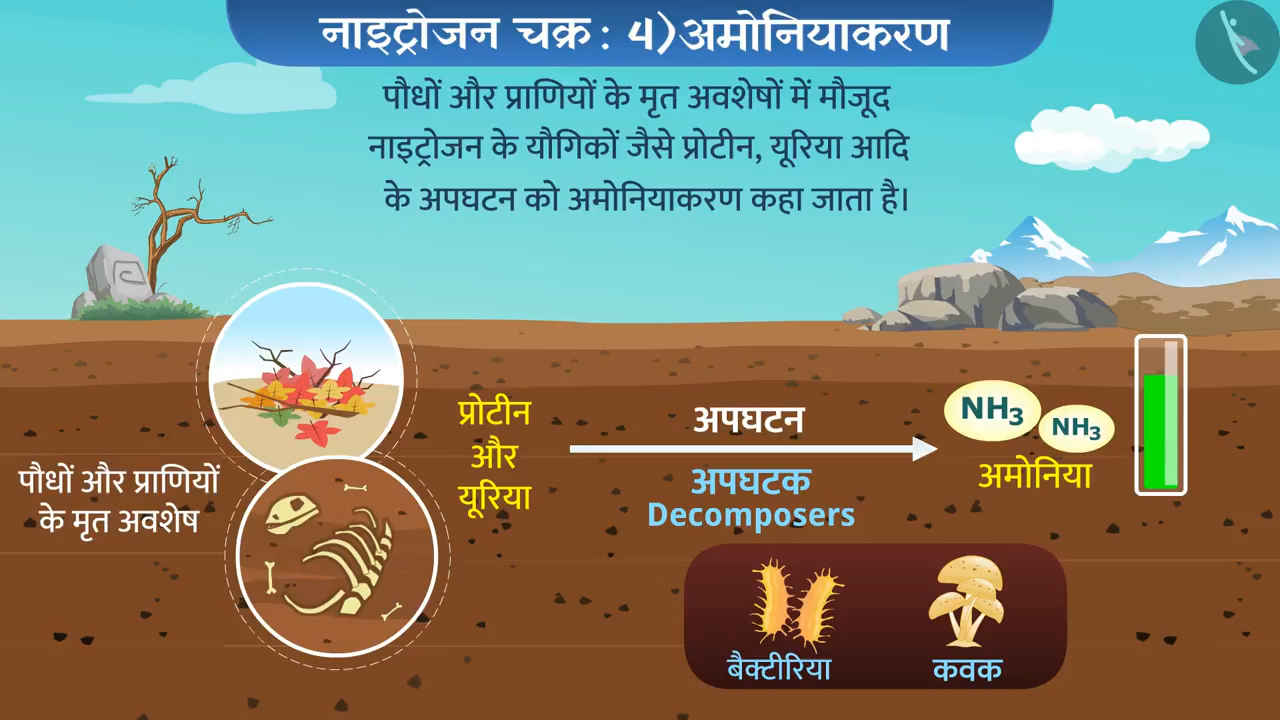 नाइट्रोजन चक्र: 4)अमोनियाकरण
पौधों और प्राणियों के मृत अवशेषों में मौजूद
नाइट्रोजन के यौगिकों जैसे प्रोटीन, यूरिया आदि
के अपघटन को अमोनियाकरण कहा जाता है।
पौधों और प्राणियों
के मृत अवशेष
प्रोटीन
और
यूरिया
अपघटन
अपघटक
Decomposers
NH₃
NH₃
अमोनिया
बैक्टीरिया
कवक